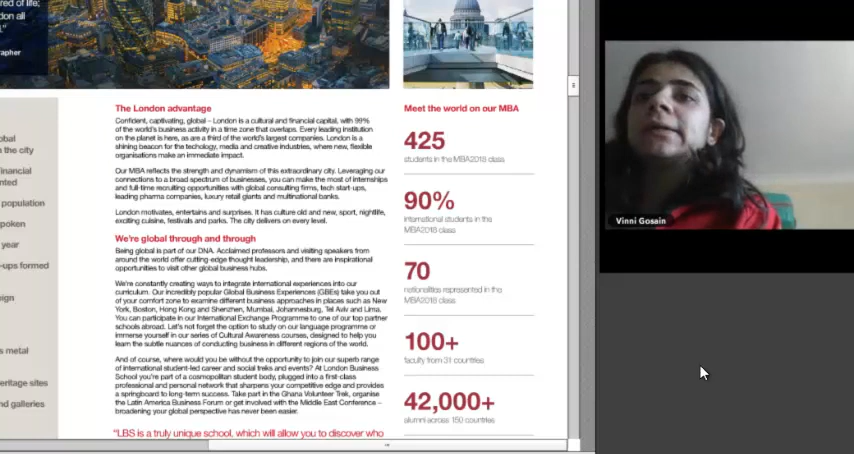 red of life;
don all
rapher
obal
n the city
inancial
nted
population
poken
year
-ups formed
ign
s metal
eritage sites
nd galleries
The London advantage
Confident, captivating, global – London is a cultural and financial capital, with 99%
of the world's business activity in a time zone that overlaps. Every leading institution
on the planet is here, as are a third of the world's largest companies. London is a
shining beacon for the techology, media and creative industries, where new, flexible
organisations make an immediate impact.
Our MBA reflects the strength and dynamism of this extraordinary city. Leveraging our
connections to a broad spectrum of businesses, you can make the most of internships
and full-time recruiting opportunities with global consulting firms, tech start-ups,
leading pharma companies, luxury retail giants and multinational banks.
London motivates, entertains and surprises. It has culture old and new, sport, nightlife,
exciting cuisine, festivals and parks. The city delivers on every level.
We're global through and through
Being global is part of our DNA. Acclaimed professors and visiting speakers from
around the world offer cutting-edge thought leadership, and there are inspirational
opportunities to visit other global business hubs.
We're constantly creating ways to integrate international experiences into our
curriculum. Our incredibly popular Global Business Experiences (GBEs) take you out
of your comfort zone to examine different business approaches in places such as New
York, Boston, Hong Kong and Shenzhen, Mumbai, Johannesburg, Tel Aviv and Lima.
You can participate in our International Exchange Programme to one of our top partner
schools abroad. Let's not forget the option to study on our language programme or
immerse yourself in our series of Cultural Awareness courses, designed to help you
learn the subtle nuances of conducting business in different regions of the world.
And of course, where would you be without the opportunity to join our superb range
of international student-led career and social treks and events? At London Business
School you're part of a cosmopolitan student body, plugged into a first-class
professional and personal network that sharpens your competitive edge and provides
a springboard to long-term success. Take part in the Ghana Volunteer Trek, organise
the Latin America Business Forum or get involved with the Middle East Conference –
broadening your global perspective has never been easier.
"LBS is a truly unique school, which will allow you to discover who
Meet the world on our MBA
425
students in the MBA2018 class
90%
international students in the
MBA2018 class
70
nationalities represented in the
MBA2018 class
100+
faculty from 31 countries
42,000+
alumni across 150 countries
Vinni Gosain